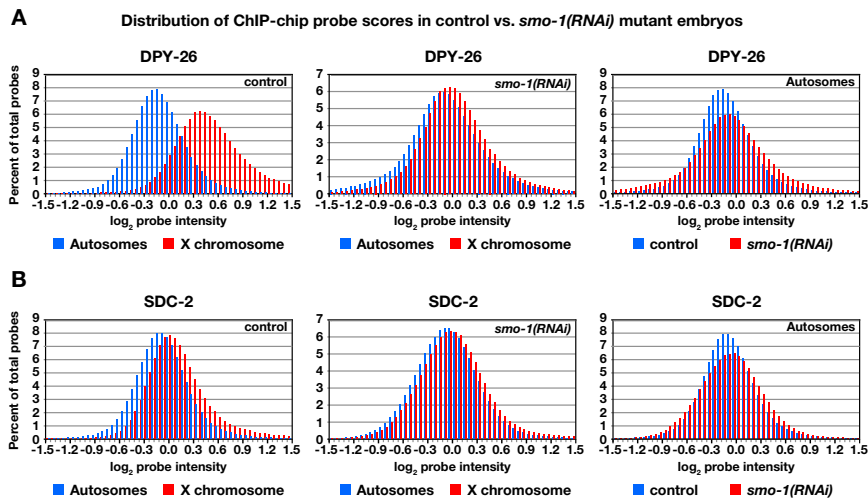 A
Distribution of ChIP-chip probe scores in control vs. smo-1(RNAi) mutant embryos
DPY-26
control
Percent of total probes
9
8
7
6
5
4
3
2
1
0
-1.5 -1.2 -0.9 -0.6 -0.3 0.0 0.3 0.6 0.9 1.2 1.5
log2 probe intensity
Autosomes X chromosome
DPY-26
smo-1(RNAi)
7
6
5
4
3
2
1
0
-1.5 -1.2 -0.9 -0.6 -0.3 0.0 0.3 0.6 0.9 1.2 1.5
log2 probe intensity
Autosomes X chromosome
DPY-26
Autosomes
9
8
7
6
5
4
3
2
1
0
-1.5 -1.2 -0.9 -0.6 -0.3 0.0 0.3 0.6 0.9 1.2 1.5
log2 probe intensity
control smo-1(RNAi)
B
SDC-2
control
Percent of total probes
9
8
7
6
5
4
3
2
1
0
-1.5 -1.2 -0.9 -0.6 -0.3 0.0 0.3 0.6 0.9 1.2 1.5
log2 probe intensity
Autosomes X chromosome
SDC-2
smo-1(RNAi)
7
6
5
4
3
2
1
0
-1.5 -1.2 -0.9 -0.6 -0.3 0.0 0.3 0.6 0.9 1.2 1.5
log2 probe intensity
Autosomes X chromosome
SDC-2
Autosomes
9
8
7
6
5
4
3
2
1
0
-1.5 -1.2 -0.9 -0.6 -0.3 0.0 0.3 0.6 0.9 1.2 1.5
log2 probe intensity
control smo-1(RNAi)